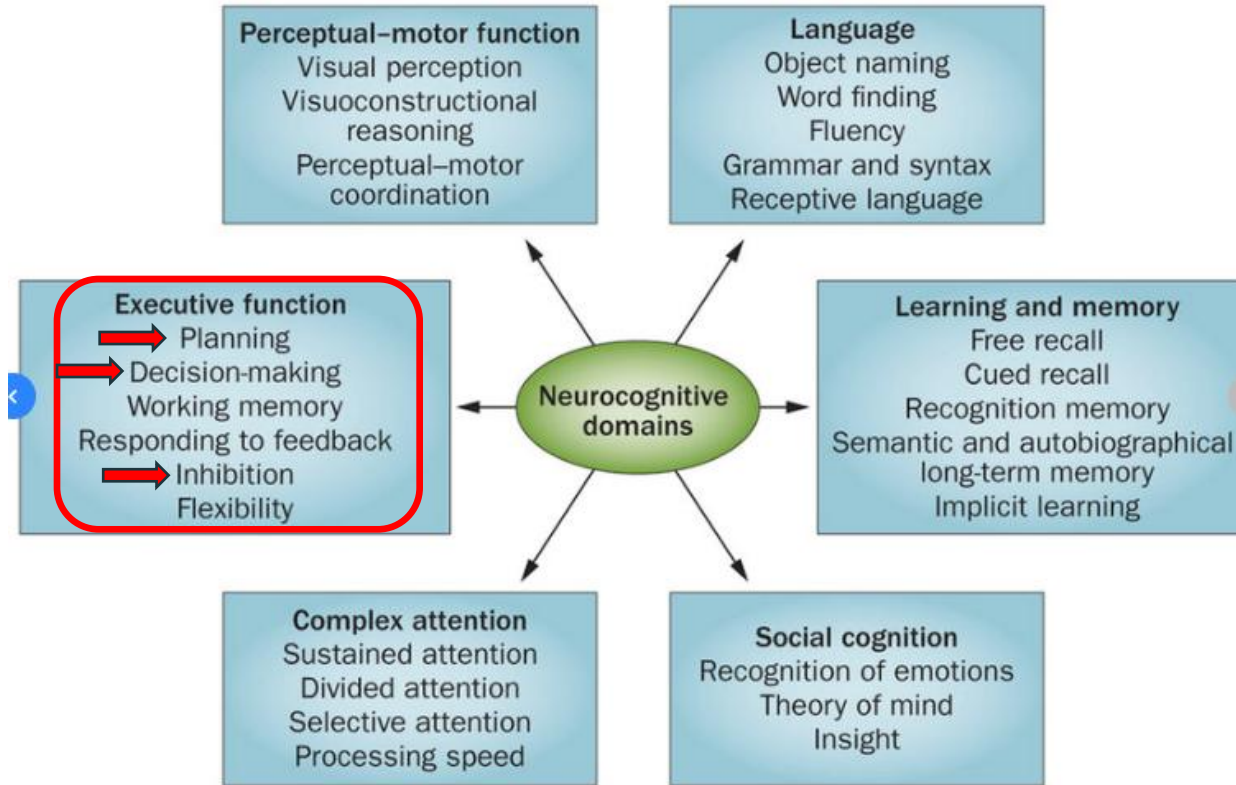 Perceptual–motor function
Visual perception
Visuoconstructional
reasoning
Perceptual–motor
coordination
Language
Object naming
Word finding
Fluency
Grammar and syntax
Receptive language
Executive function
Planning
Decision-making
Working memory
Responding to feedback
Inhibition
Flexibility
Neurocognitive
domains
Learning and memory
Free recall
Cued recall
Recognition memory
Semantic and autobiographical
long-term memory
Implicit learning
Complex attention
Sustained attention
Divided attention
Selective attention
Processing speed
Social cognition
Recognition of emotions
Theory of mind
Insight